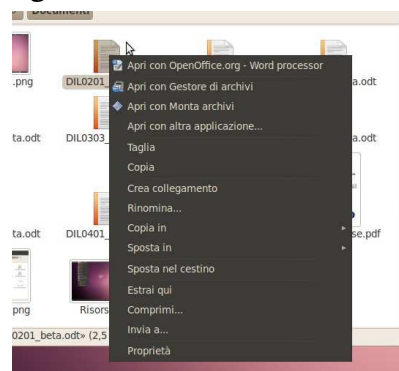 Documenti
.png
DIL0201_
a.odt
Apri con OpenOffice.org - Word processor
Apri con Gestore di archivi
Apri con Monta archivi
Apri con altra applicazione...
ta.odt
DIL0303_
a.odt
Taglia
Copia
Crea collegamento
Rinomina...
Copia in
ta.odt
DIL0401_
se.pdf
Sposta in
Sposta nel cestino
Estrai qui
png
Risors
Comprimi...
Invia a...
0201_beta.odt» (2,5
Proprietà